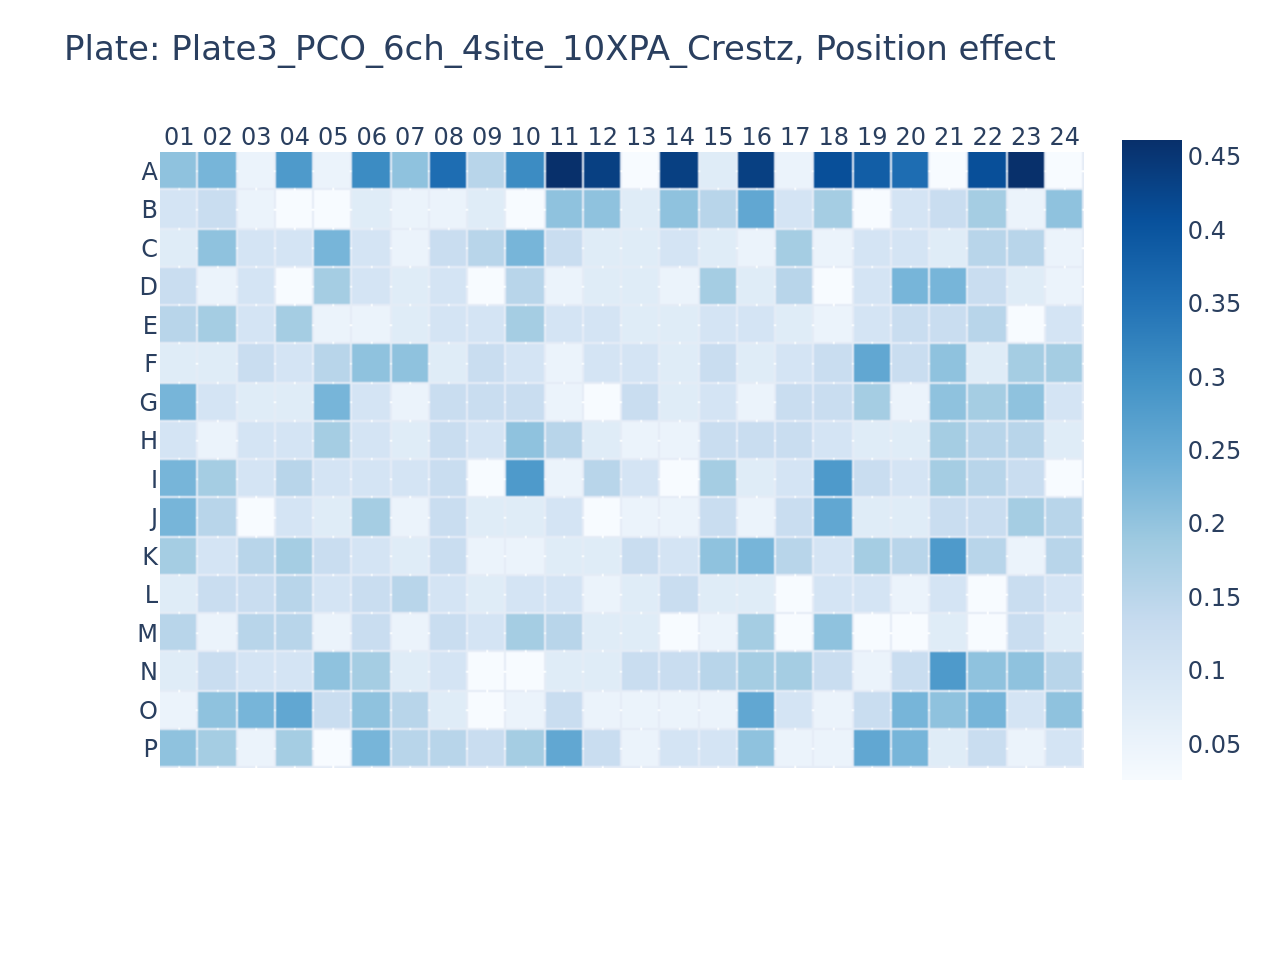 Plate: Plate3_PCO_6ch_4site_10XPA_Crestz, Position effect
01 02 03 04 05 06 07 08 09 10 11 12 13 14 15 16 17 18 19 20 21 22 23 24
A
B
C
D
E
F
G
H
I
J
K
L
M
N
O
P
0.45
0.4
0.35
0.3
0.25
0.2
0.15
0.1
0.05